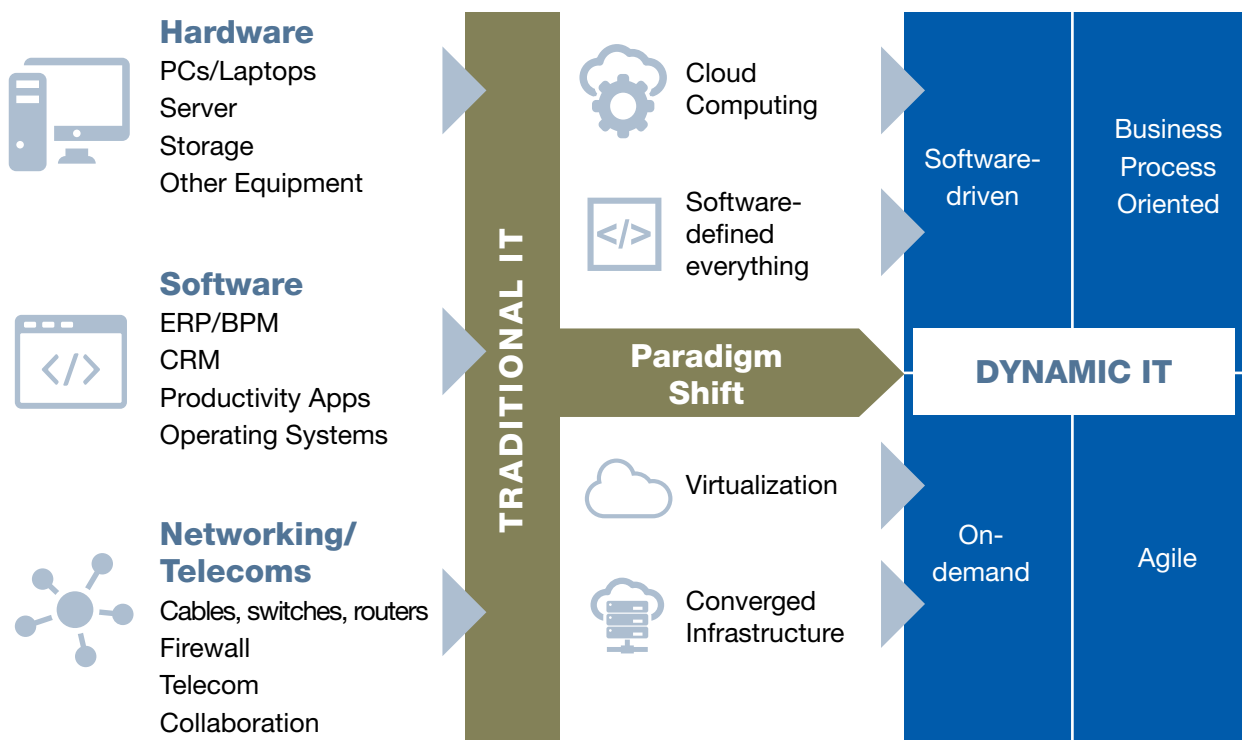 Hardware
PCs/Laptops
Server
Storage
Other Equipment
Software
ERP/BPM
CRM
Productivity Apps
Operating Systems
Networking/
Telecoms
Cables, switches, routers
Firewall
Telecom
Collaboration
TRADITIONAL IT
Cloud
Computing
Software-
defined
everything
</>
Paradigm
Shift
Virtualization
Converged
Infrastructure
Software-
driven
Business
Process
Oriented
DYNAMIC IT
On-
demand
Agile
</>